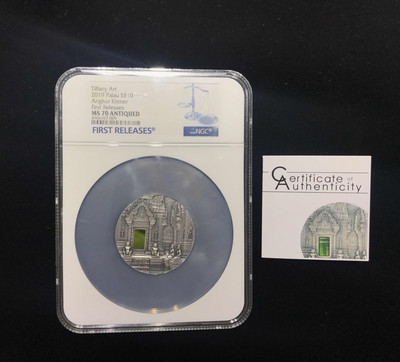 Tiffany Art
2019 Palau S$10
Angkor Khmer
First Releases
MS 70 ANTIQUED
FIRST RELEASES®
NGC
Certificate of
Authenticity